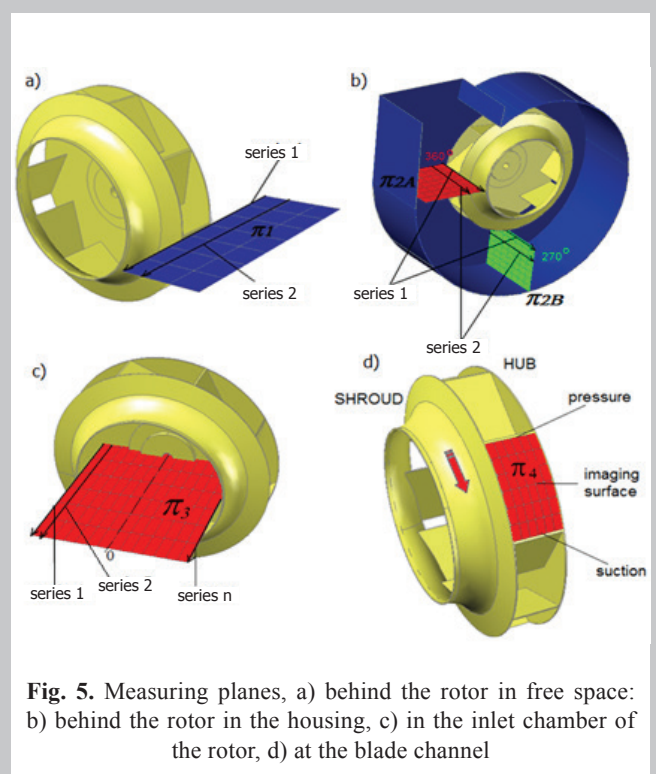 a)
series 1
π1
series 2
b)
360°
π2A
270°
series 1
π2B
series 2
c)
π3
0
series 1
series 2
series n
d)
HUB
SHROUD
pressure
π4
imaging
surface
suction
Fig. 5. Measuring planes, a) behind the rotor in free space:
b) behind the rotor in the housing, c) in the inlet chamber of
the rotor, d) at the blade channel